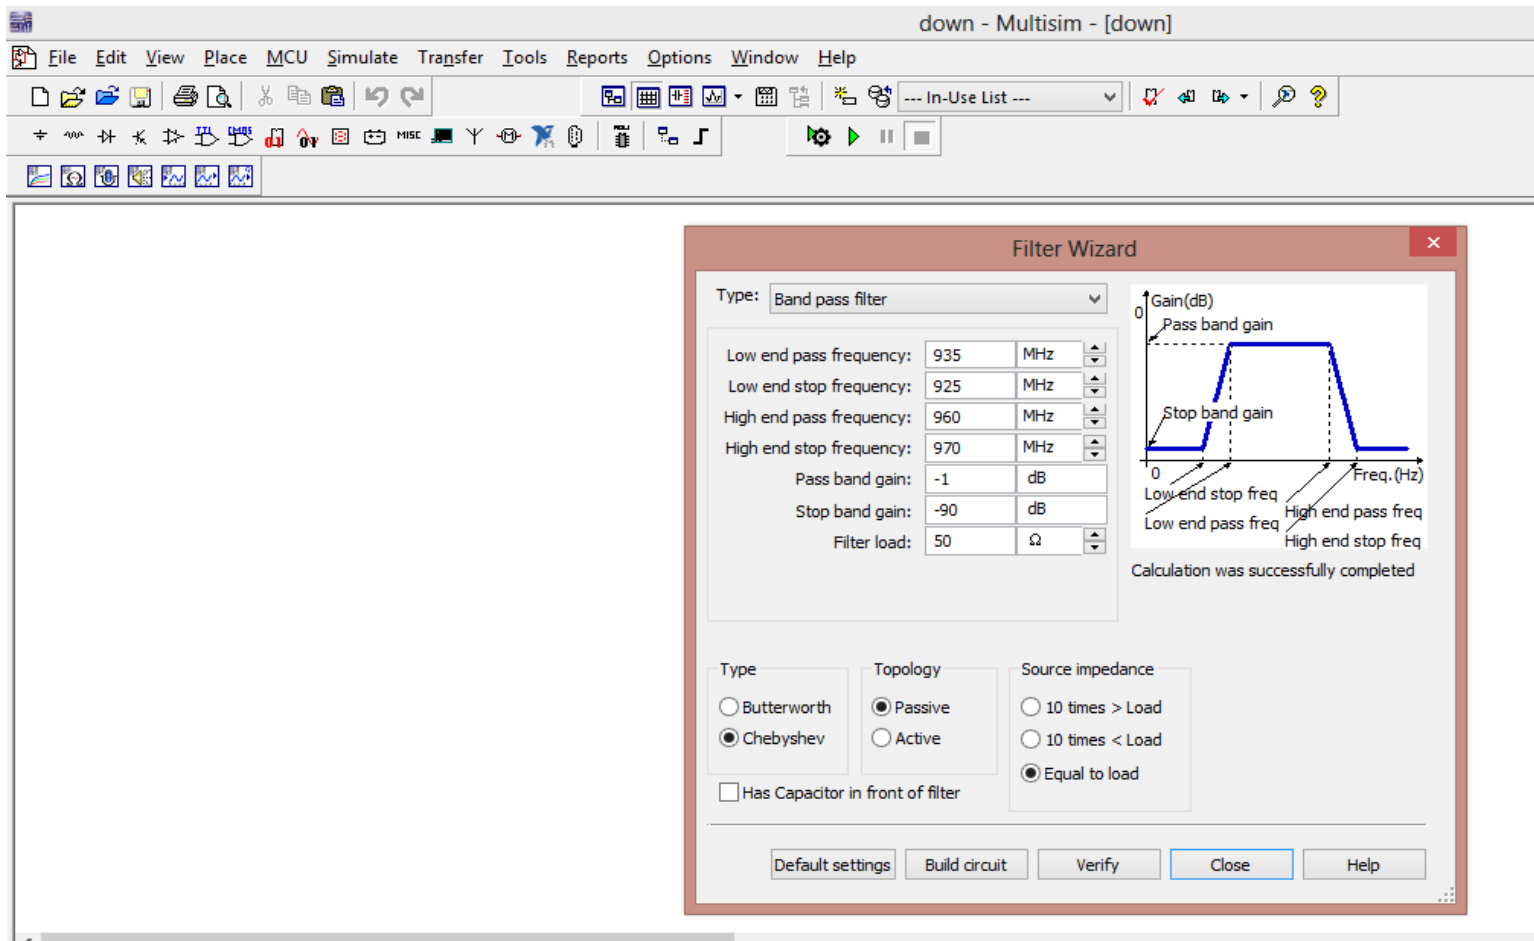 down - Multisim - [down]
File Edit View Place MCU Simulate Transfer Tools Reports Options Window Help
--- In-Use List ---
MISC
Filter Wizard
Type: Band pass filter
Low end pass frequency: 935 MHz
Low end stop frequency: 925 MHz
High end pass frequency: 960 MHz
High end stop frequency: 970 MHz
Pass band gain: -1 dB
Stop band gain: -90 dB
Filter load: 50 Ω
Gain(dB)
0
Pass band gain
Stop band gain
0
Freq.(Hz)
Low end stop freq
Low end pass freq
High end pass freq
High end stop freq
Calculation was successfully completed
Type
Butterworth
Chebyshev
Topology
Passive
Active
Source impedance
10 times > Load
10 times < Load
Equal to load
Has Capacitor in front of filter
Default settings Build circuit Verify Close Help